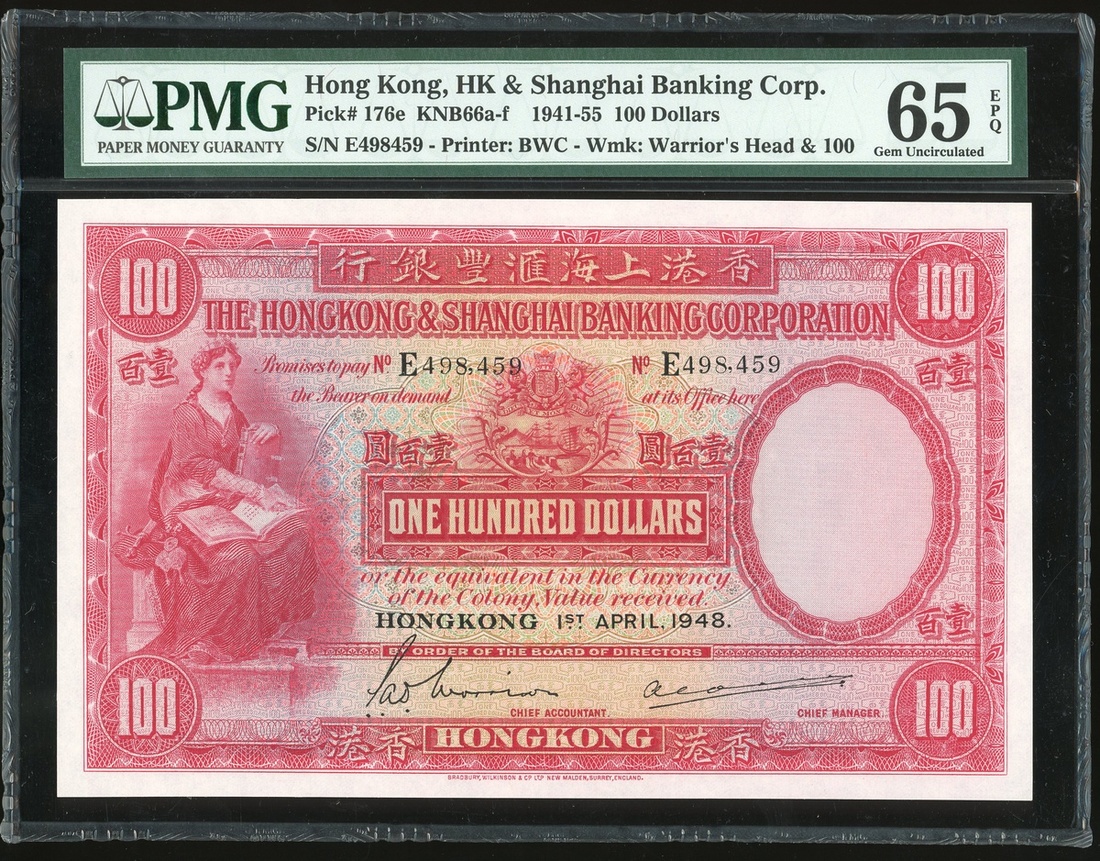 PMG
PAPER MONEY GUARANTY
Hong Kong, HK & Shanghai Banking Corp.
Pick# 176e KNB66a-f 1941-55 100 Dollars
S/N E498459 - Printer: BWC - Wmk: Warrior's Head & 100
65 EPQ
Gem Uncirculated
100 行銀豐滙海上港香 100
THE HONGKONG & SHANGHAI BANKING CORPORATION
百壹 Promises to pay Nº E498,459 Nº E498,459 百壹
the Bearer on demand at its Office here
圓百壹 圓百壹
ONE HUNDRED DOLLARS
or the equivalent in the Currency
of the Colony, Value received.
HONGKONG 1ST APRIL, 1948. 百壹
BY ORDER OF THE BOARD OF DIRECTORS
100 100
CHIEF ACCOUNTANT. CHIEF MANAGER.
港香 HONGKONG 港香
BRADBURY, WILKINSON & Cº LTD NEW MALDEN, SURREY, ENGLAND.